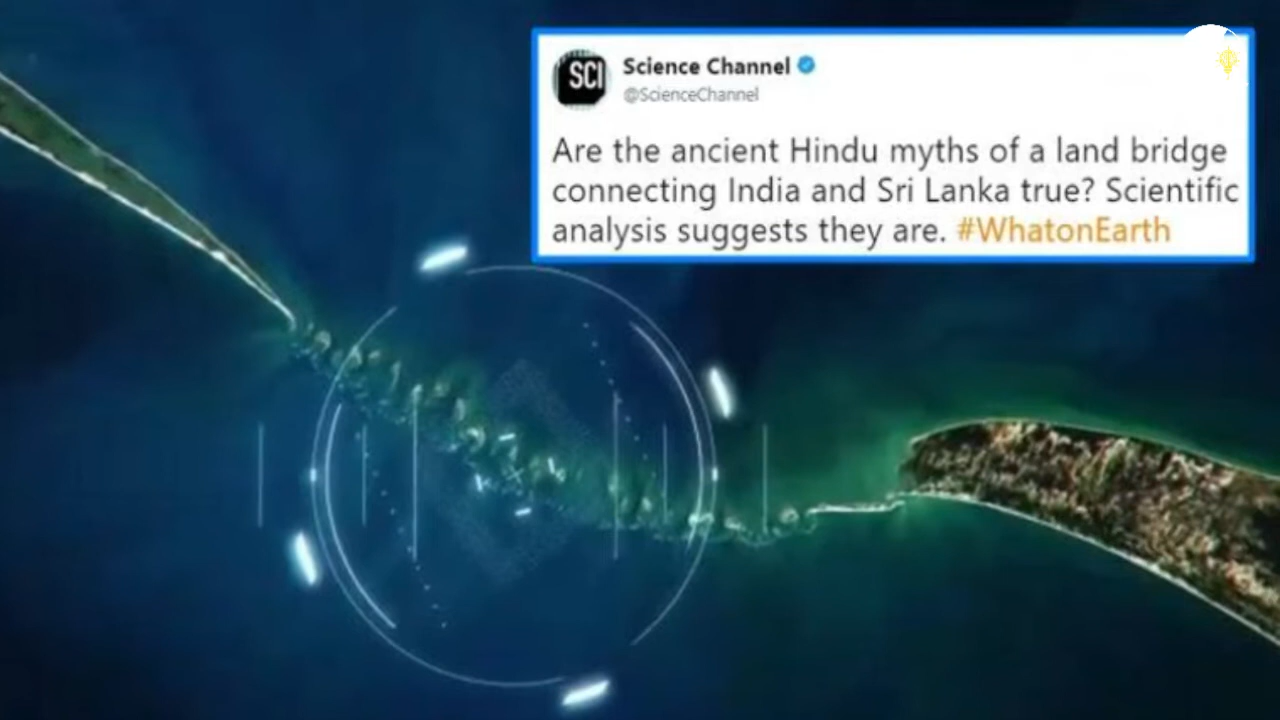 SCI
Science Channel
@ScienceChannel
Are the ancient Hindu myths of a land bridge
connecting India and Sri Lanka true? Scientific
analysis suggests they are. #WhatonEarth